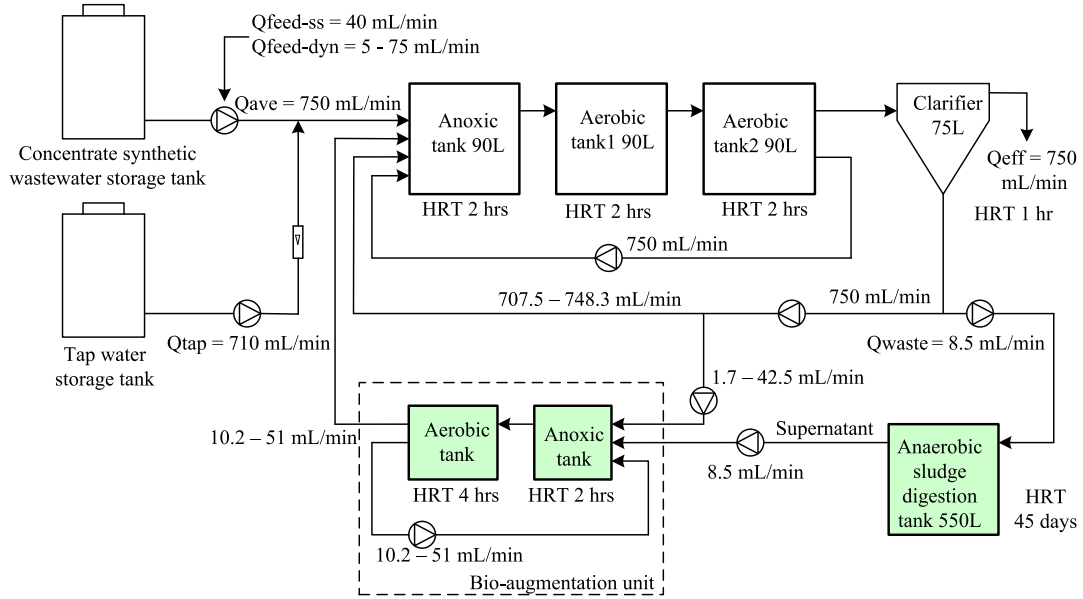 Qfeed-ss = 40 mL/min
Qfeed-dyn = 5 - 75 mL/min
Qave = 750 mL/min
Concentrate synthetic
wastewater storage tank
Anoxic
tank 90L
HRT 2 hrs
Aerobic
tank1 90L
HRT 2 hrs
Aerobic
tank2 90L
HRT 2 hrs
Clarifier
75L
Qeff = 750
mL/min
HRT 1 hr
750 mL/min
707.5 – 748.3 mL/min
750 mL/min
Qtap = 710 mL/min
Tap water
storage tank
Qwaste = 8.5 mL/min
1.7 – 42.5 mL/min
10.2 – 51 mL/min
Aerobic
tank
HRT 4 hrs
Anoxic
tank
HRT 2 hrs
Supernatant
8.5 mL/min
Anaerobic
sludge
digestion
tank 550L
HRT
45 days
10.2 – 51 mL/min
Bio-augmentation unit